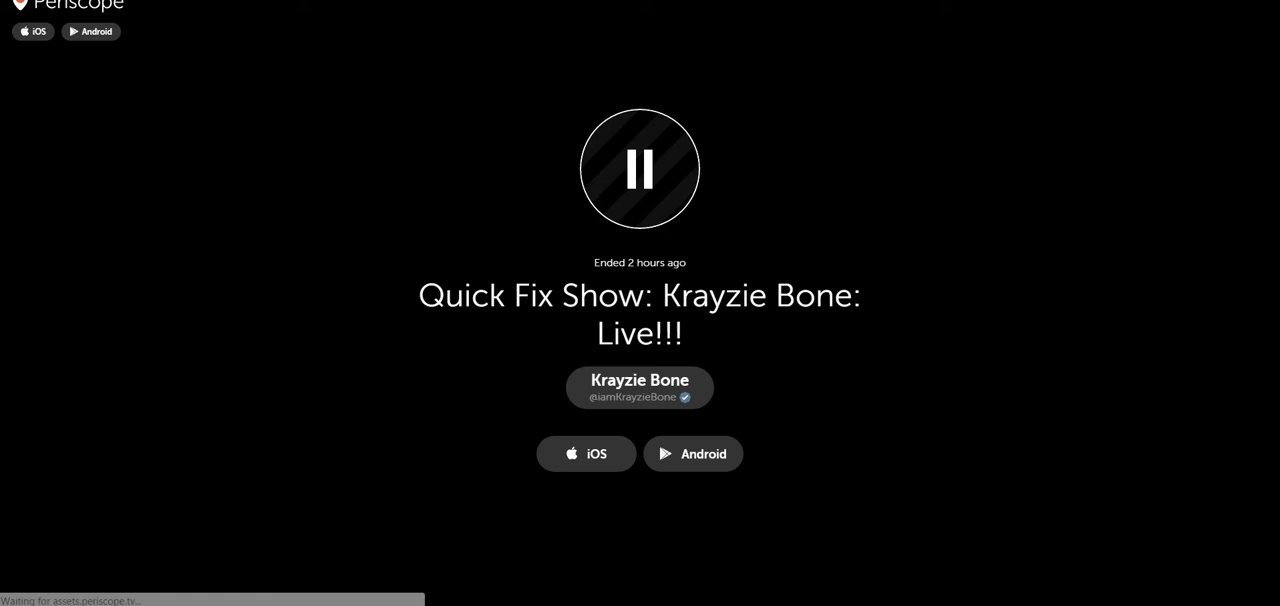 Periscope
iOS Android
Ended 2 hours ago
Quick Fix Show: Krayzie Bone:
Live!!!
Krayzie Bone
@iamKrayzieBone
iOS Android
Waiting for assets.periscope.tv...